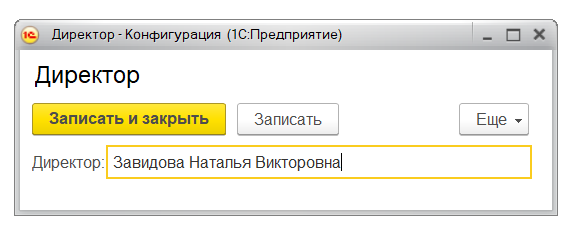 1С Директор - Конфигурация (1С:Предприятие)
Директор
Записать и закрыть Записать Еще
Директор: Завидова Наталья Викторовна